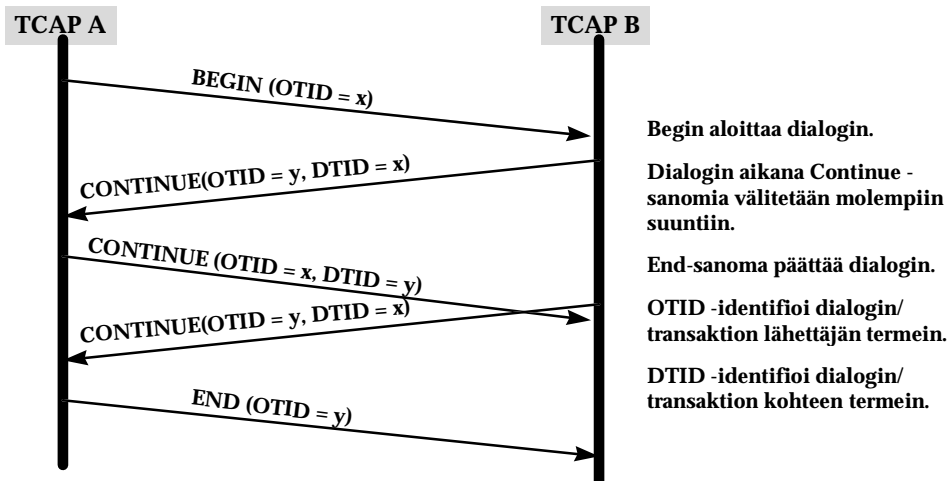 TCAP A
TCAP B
BEGIN (OTID = x)
CONTINUE(OTID = y, DTID = x)
CONTINUE (OTID = x, DTID = y)
CONTINUE(OTID = y, DTID = x)
END (OTID = y)
Begin aloittaa dialogin.
Dialogin aikana Continue -
sanomia välitetään molempiin
suuntiin.
End-sanoma päättää dialogin.
OTID -identifioi dialogin/
transaktion lähettäjän termein.
DTID -identifioi dialogin/
transaktion kohteen termein.